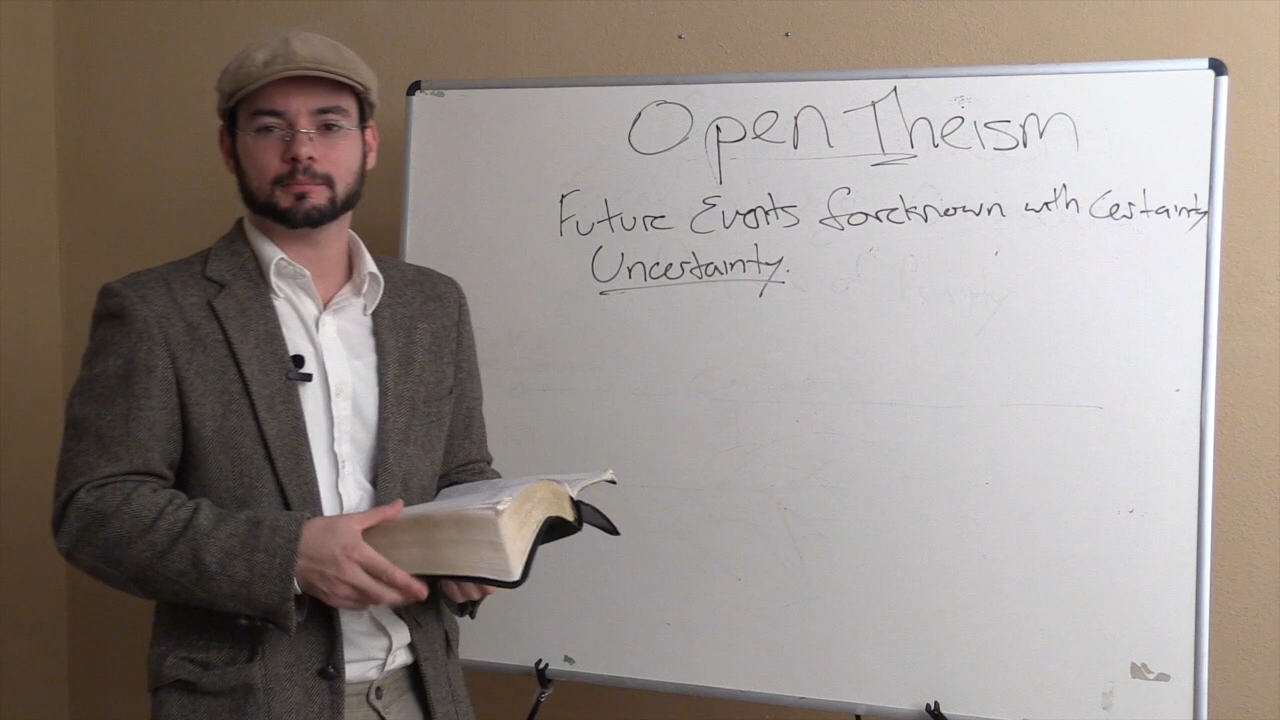 Open Theism
Future Events foreknown with Certainty
Uncertainty.